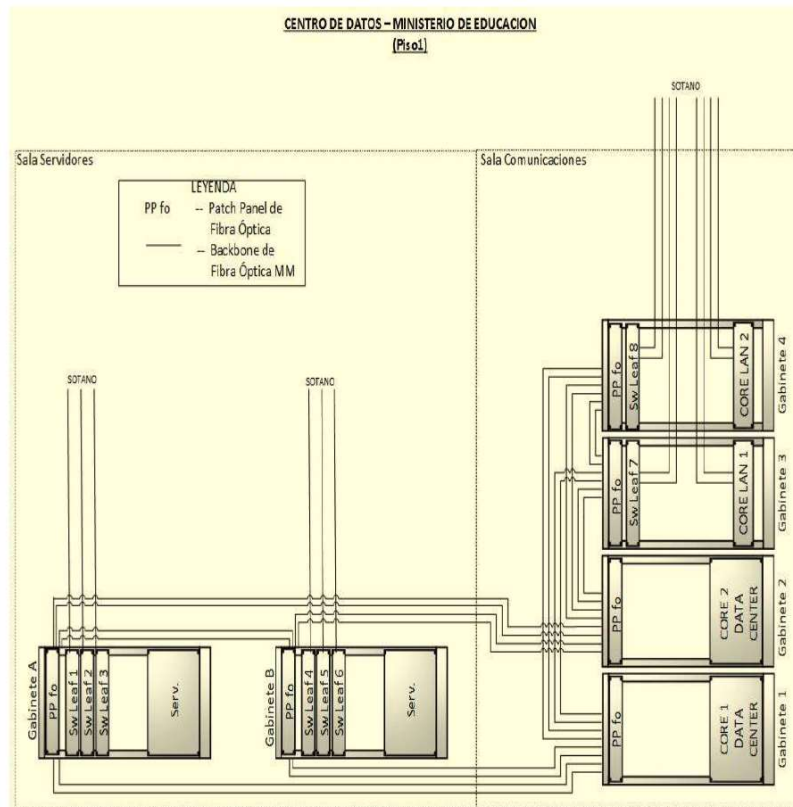 CENTRO DE DATOS – MINISTERIO DE EDUCACION
(Piso1)
SOTANO
Sala Servidores
Sala Comunicaciones
LEYENDA
PP fo -- Patch Panel de
Fibra Óptica
-- Backbone de
Fibra Óptica MM
SOTANO
SOTANO
Gabinete 4
PP fo
Sw Leaf 8
CORE LAN 2
Gabinete 3
PP fo
Sw Leaf 7
CORE LAN 1
Gabinete 2
PP fo
CORE 2
DATA
CENTER
Gabinete A
PP fo
Sw Leaf 1
Sw Leaf 2
Sw Leaf 3
Serv.
Gabinete B
PP fo
Sw Leaf 4
Sw Leaf 5
Sw Leaf 6
Serv.
Gabinete 1
PP fo
CORE 1
DATA
CENTER